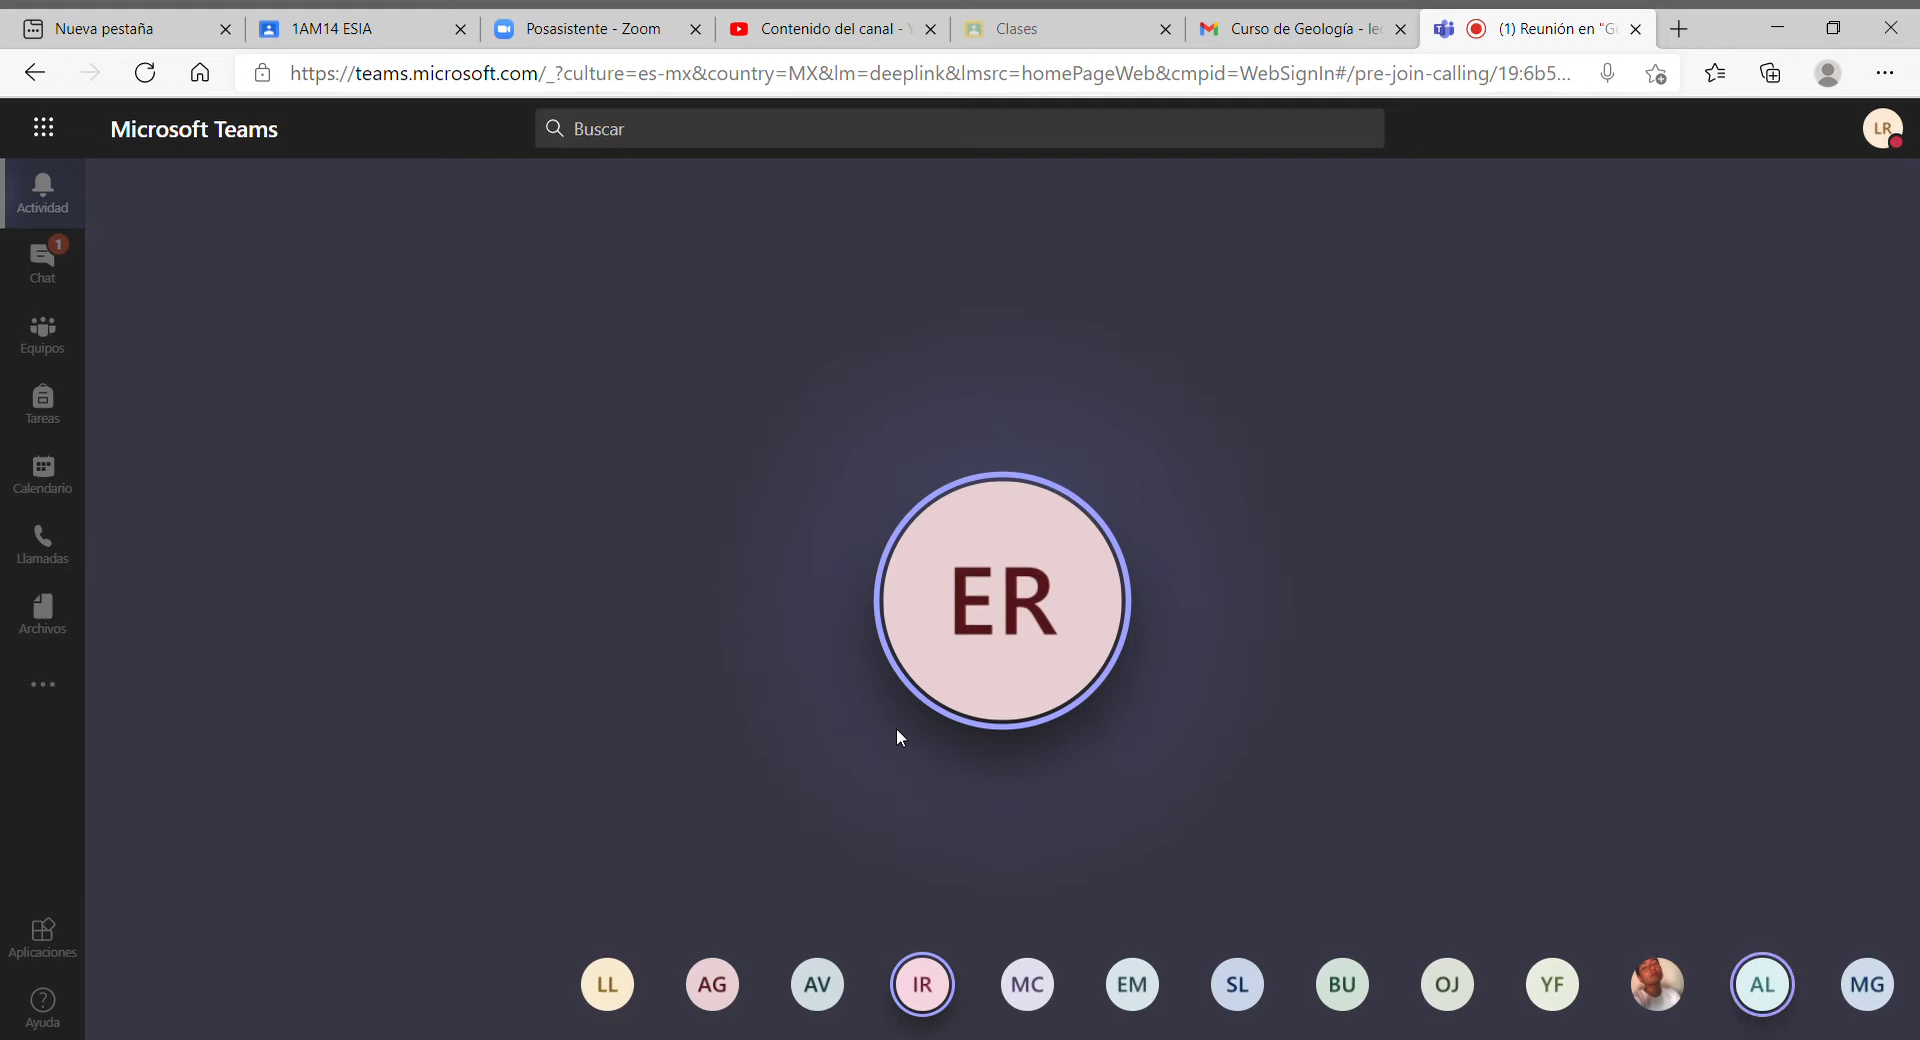 Nueva pestaña
1AM14 ESIA
Posasistente - Zoom
Contenido del canal -
Clases
Curso de Geología - le
(1) Reunión en "G
https://teams.microsoft.com/_?culture=es-mx&country=MX&lm=deeplink&lmsrc=homePageWeb&cmpid=WebSignIn#/pre-join-calling/19:6b5...
Microsoft Teams
Buscar
LR
Actividad
1
Chat
Equipos
Tareas
Calendario
Llamadas
Archivos
ER
Aplicaciones
Ayuda
LL
AG
AV
IR
MC
EM
SL
BU
OJ
YF
AL
MG